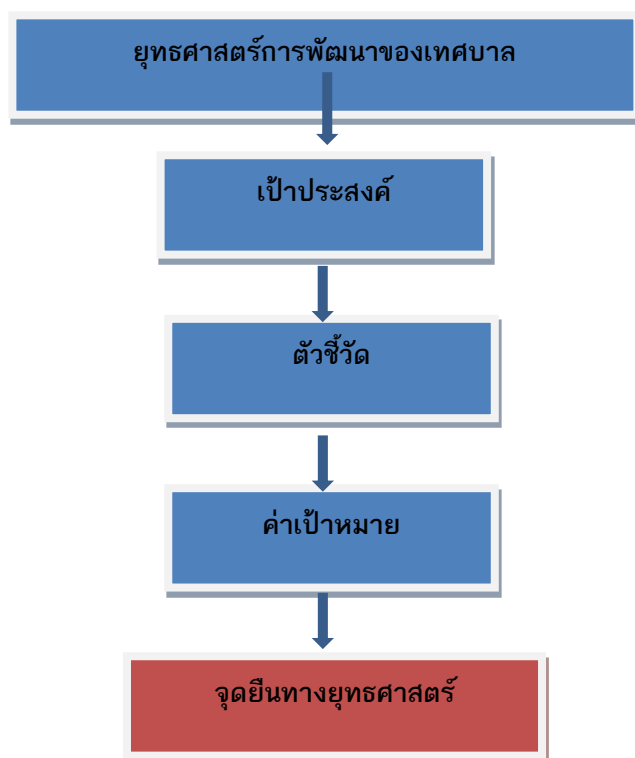 ยุทธศาสตร์การพัฒนาของเทศบาล
เป้าประสงค์
ตัวชี้วัด
ค่าเป้าหมาย
จุดยืนทางยุทธศาสตร์